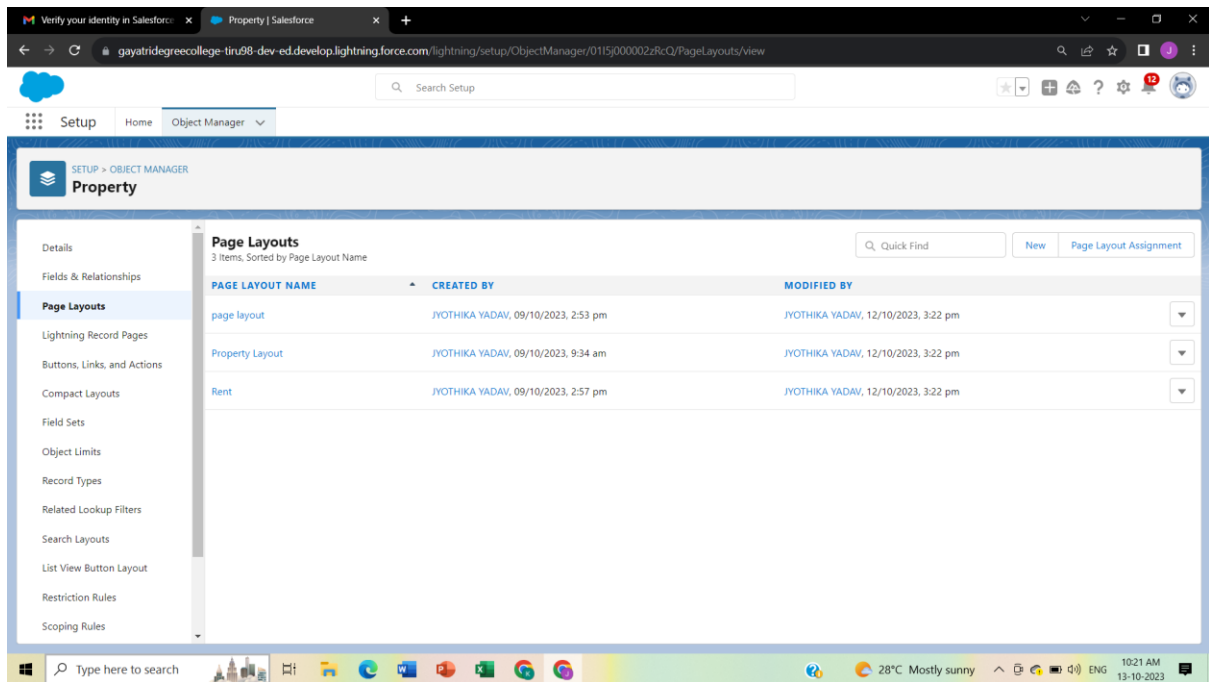 Verify your identity in Salesforce
Property | Salesforce
gayatridegreecollege-tiru98-dev-ed.develop.lightning.force.com/lightning/setup/ObjectManager/01I5j000002zRcQ/PageLayouts/view
J
Search Setup
12
Setup Home Object Manager
SETUP > OBJECT MANAGER
Property
Details
Fields & Relationships
Page Layouts
Lightning Record Pages
Buttons, Links, and Actions
Compact Layouts
Field Sets
Object Limits
Record Types
Related Lookup Filters
Search Layouts
List View Button Layout
Restriction Rules
Scoping Rules
Page Layouts
3 Items, Sorted by Page Layout Name
Quick Find
New Page Layout Assignment
PAGE LAYOUT NAME CREATED BY MODIFIED BY
page layout JYOTHIKA YADAV, 09/10/2023, 2:53 pm JYOTHIKA YADAV, 12/10/2023, 3:22 pm
Property Layout JYOTHIKA YADAV, 09/10/2023, 9:34 am JYOTHIKA YADAV, 12/10/2023, 3:22 pm
Rent JYOTHIKA YADAV, 09/10/2023, 2:57 pm JYOTHIKA YADAV, 12/10/2023, 3:22 pm
Type here to search
28°C Mostly sunny
ENG
10:21 AM
13-10-2023